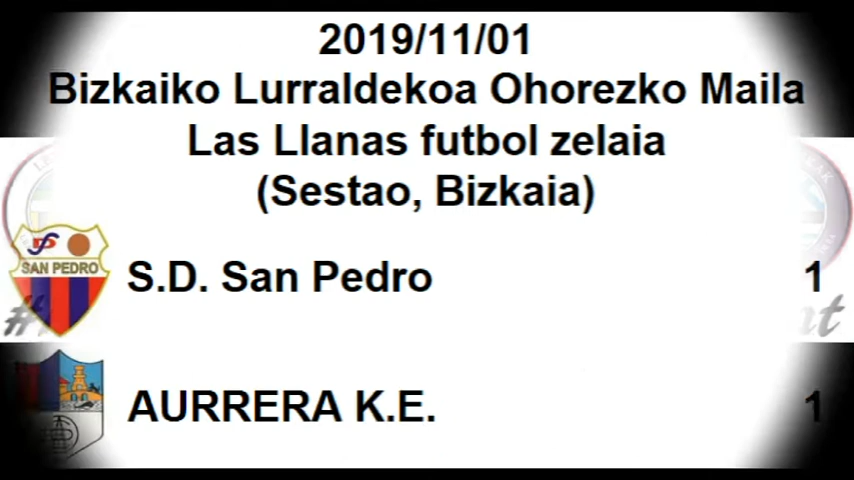 2019/11/01
Bizkaiko Lurraldekoa Ohorezko Maila
Las Llanas futbol zelaia
(Sestao, Bizkaia)
SAN PEDRO
S.D. San Pedro 1
AURRERA K.E. 1